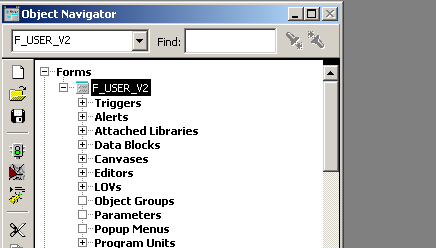 Object Navigator
F_USER_V2 Find:
Forms
F_USER_V2
Triggers
Alerts
Attached Libraries
Data Blocks
Canvases
Editors
LOVs
Object Groups
Parameters
Popup Menus
Program Units